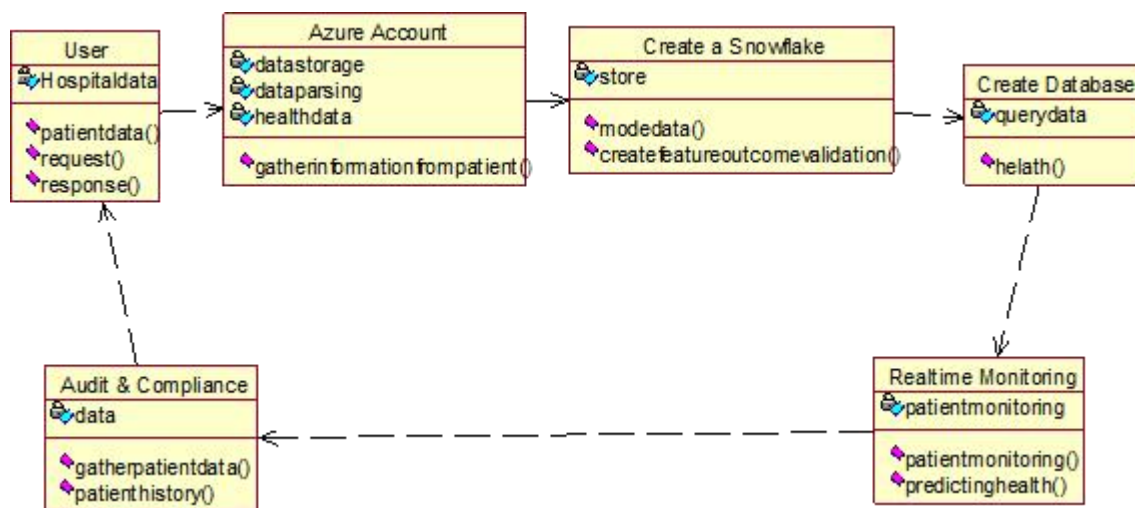 User
Hospitaldata
patientdata()
request()
response()
Azure Account
datastorage
dataparsing
healthdata
gatherinformationfrompatient()
Create a Snowflake
store
modedata()
createfeatureoutcomevalidation()
Create Database
querydata
helath()
Realtime Monitoring
patientmonitoring
patientmonitoring()
predictinghealth()
Audit & Compliance
data
gatherpatientdata()
patienthistory()